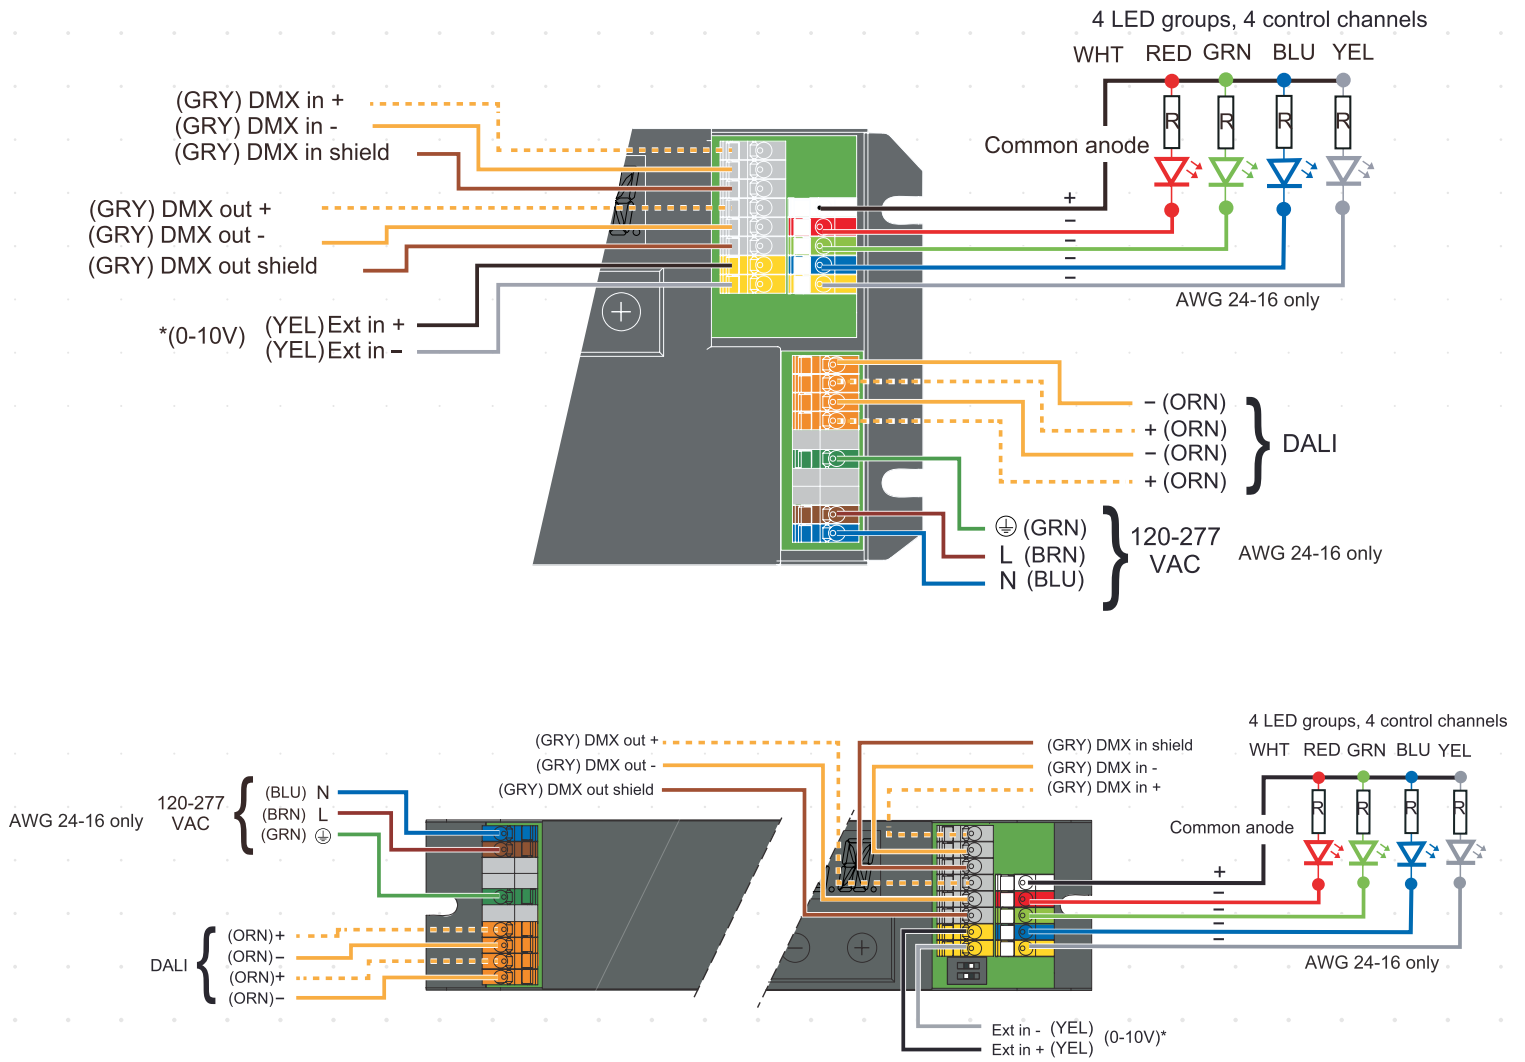 4 LED groups, 4 control channels
WHT RED GRN BLU YEL
(GRY) DMX in +
(GRY) DMX in -
(GRY) DMX in shield
R R R R
Common anode
(GRY) DMX out +
(GRY) DMX out -
(GRY) DMX out shield
+
−
−
−
−
AWG 24-16 only
*(0-10V)
(YEL) Ext in +
(YEL) Ext in −
− (ORN)
+ (ORN)
− (ORN)
+ (ORN)
DALI
(GRN)
L (BRN)
N (BLU)
120-277
VAC
AWG 24-16 only
4 LED groups, 4 control channels
WHT RED GRN BLU YEL
(GRY) DMX out +
(GRY) DMX out -
(GRY) DMX out shield
(GRY) DMX in shield
(GRY) DMX in -
(GRY) DMX in +
AWG 24-16 only
120-277
VAC
(BLU) N
(BRN) L
(GRN)
R R R R
Common anode
+
−
−
−
−
AWG 24-16 only
DALI
(ORN)+
(ORN)−
(ORN)+
(ORN)−
Ext in - (YEL)
Ext in + (YEL)
(0-10V)*